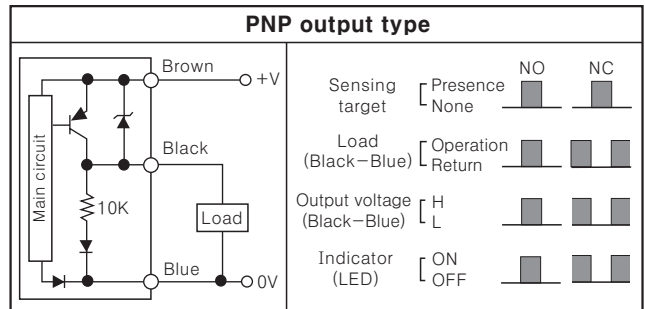 PNP output type
Brown
+V
Black
Main circuit
10K
Load
Blue
0V
NO NC
Sensing target
Presence
None
Load (Black-Blue)
Operation
Return
Output voltage (Black-Blue)
H
L
Indicator (LED)
ON
OFF